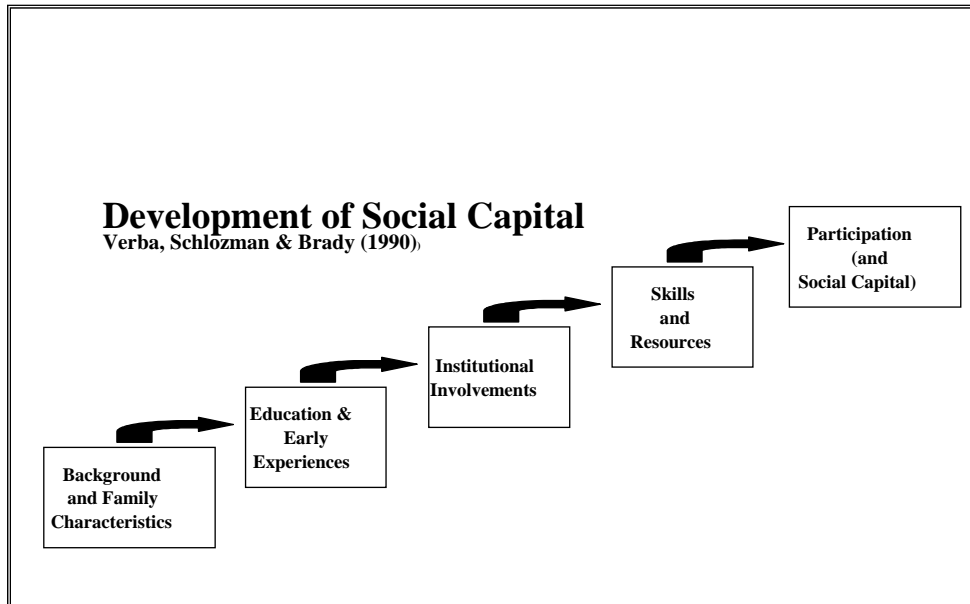 Development of Social Capital
Verba, Schlozman & Brady (1990))
Background
and Family
Characteristics
Education &
Early
Experiences
Institutional
Involvements
Skills
and
Resources
Participation
(and
Social Capital)